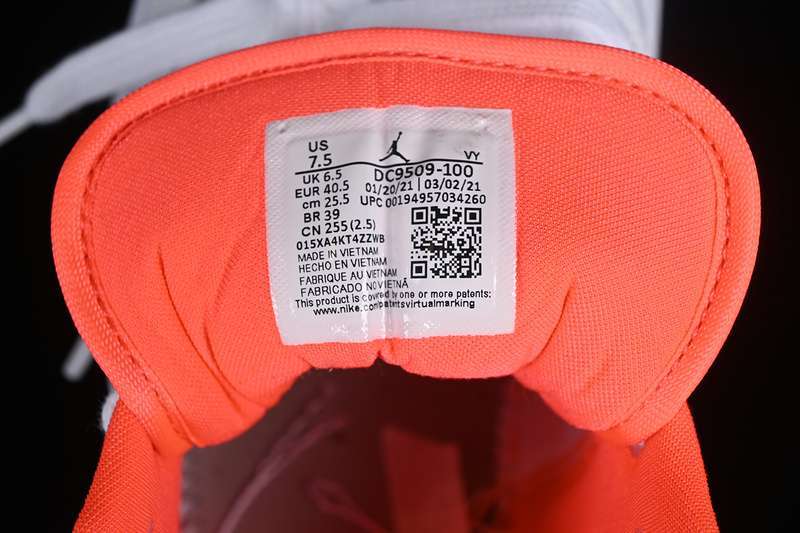 US
7.5
VY
UK 6.5
DC9509-100
EUR 40.5
01/20/21 | 03/02/21
cm 25.5
UPC 00194957034260
BR 39
CN 255 (2.5)
015XA4KT4ZZWB
MADE IN VIETNAM
HECHO EN VIETNAM
FABRIQUE AU VIETNAM
FABRICADO NO VIETNÃ
This product is covered by one or more patents:
www.nike.com/patentsvirtualmarking